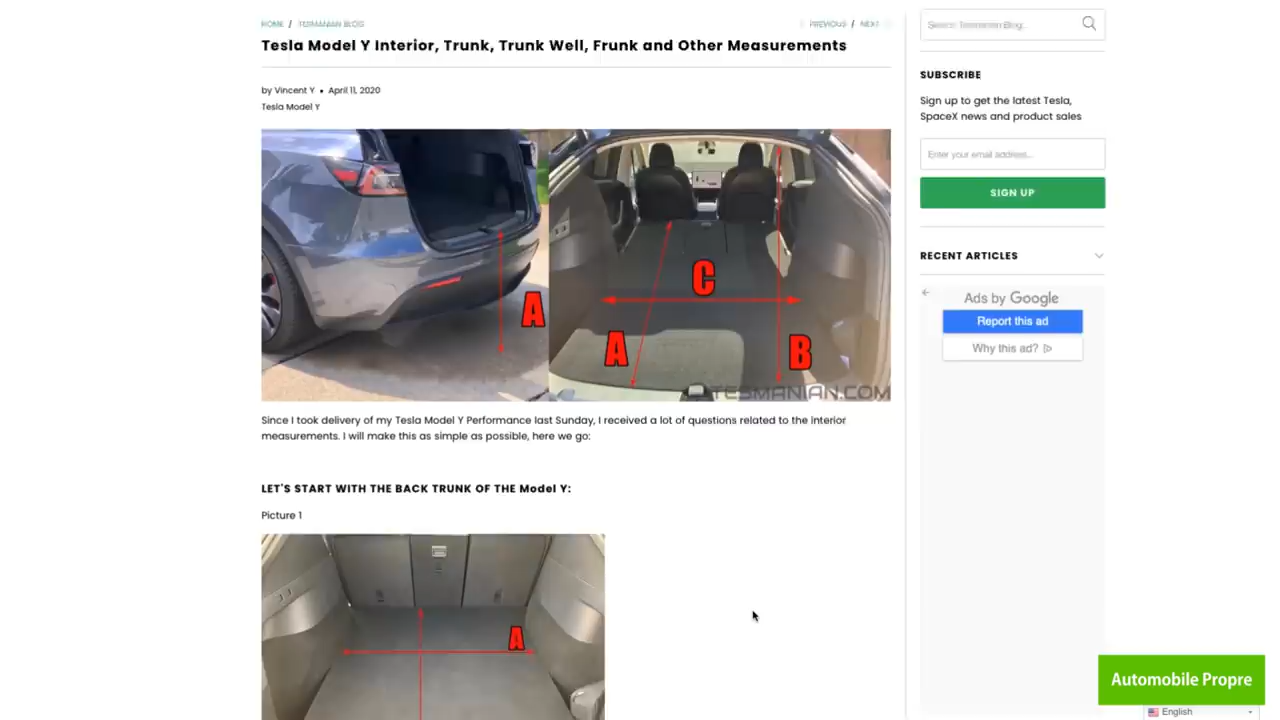 HOME / TESMANIAN BLOG
PREVIOUS / NEXT
Tesla Model Y Interior, Trunk, Trunk Well, Frunk and Other Measurements
by Vincent Y • April 11, 2020
Tesla Model Y
A
A
C
B
TESMANIAN.COM
Since I took delivery of my Tesla Model Y Performance last Sunday, I received a lot of questions related to the interior
measurements. I will make this as simple as possible, here we go:
LET'S START WITH THE BACK TRUNK OF THE Model Y:
Picture 1
A
Search Tesmanian Blog...
SUBSCRIBE
Sign up to get the latest Tesla,
SpaceX news and product sales
Enter your email address...
SIGN UP
RECENT ARTICLES
Ads by Google
Report this ad
Why this ad?
Automobile Propre
English